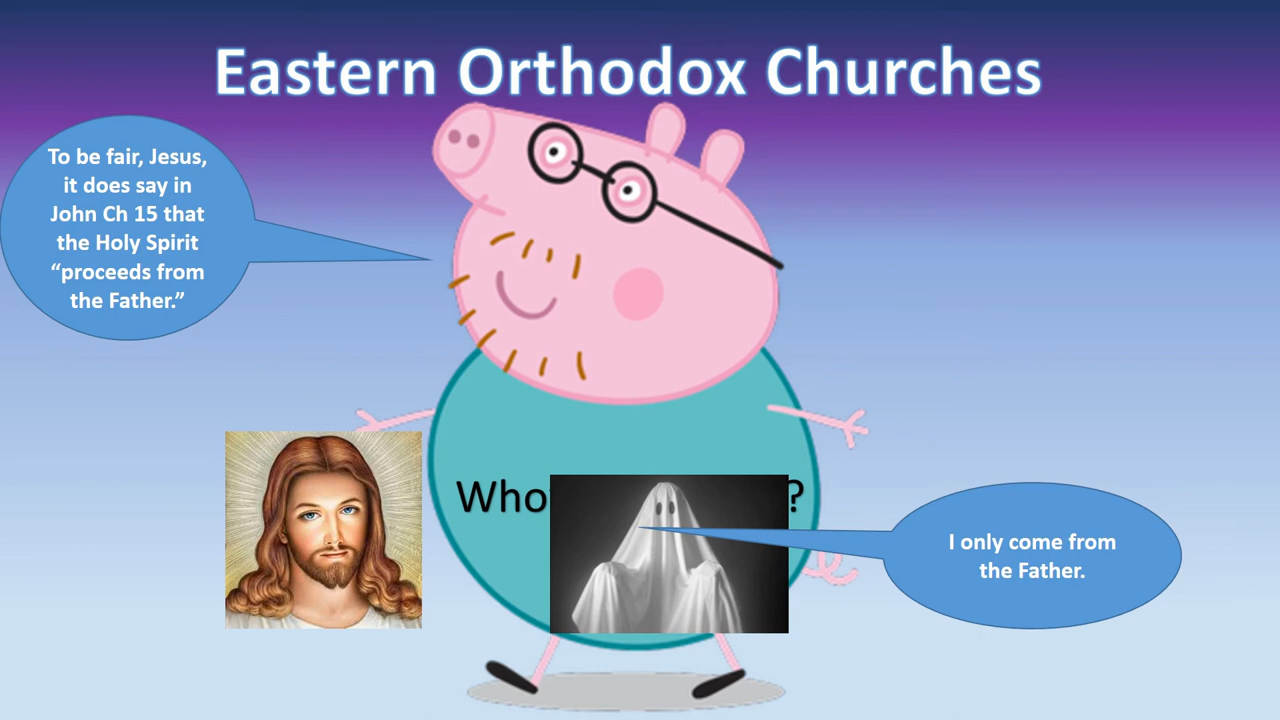 Eastern Orthodox Churches
To be fair, Jesus,
it does say in
John Ch 15 that
the Holy Spirit
“proceeds from
the Father.”
Who ?
I only come from
the Father.